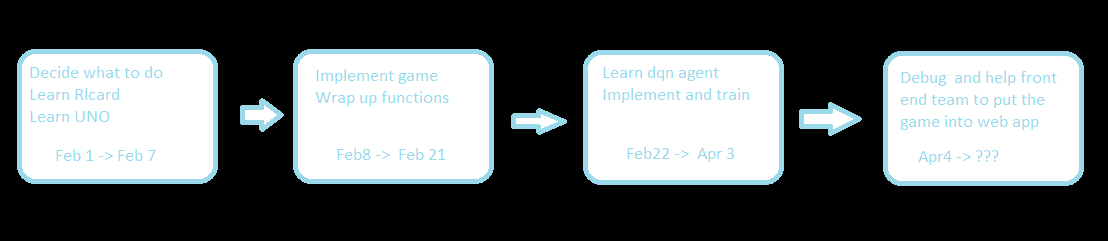 Decide what to do
Learn Rlcard
Learn UNO
Feb 1 -> Feb 7
Implement game
Wrap up functions
Feb8 -> Feb 21
Learn dqn agent
Implement and train
Feb22 -> Apr 3
Debug and help front
end team to put the
game into web app
Apr4 -> ???